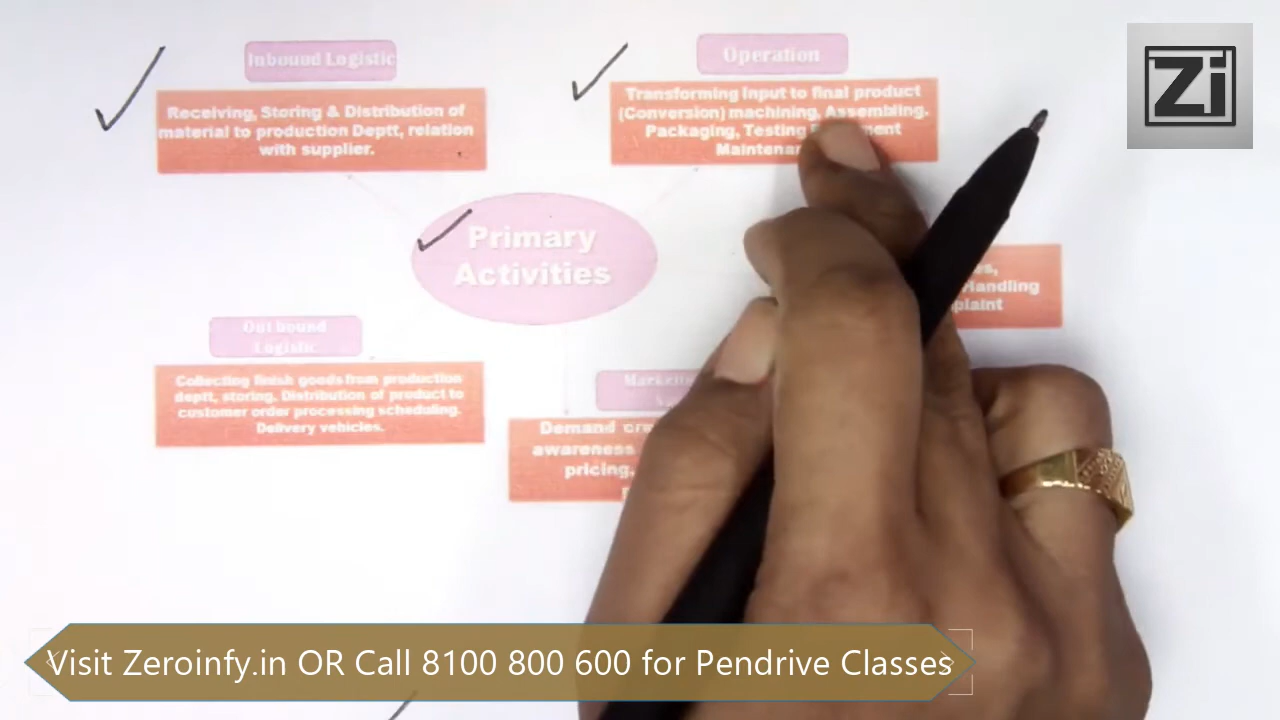 Inbound Logistic
Receiving, Storing & Distribution of
material to production Deptt, relation
with supplier.
Operation
Transforming Input to final product
(Conversion) machining, Assembling.
Packaging, Testing
Zi
Primary
Activities
Handling
Out bound
Logistic
Collecting finish goods from production
deptt, storing. Distribution of product to
customer order processing scheduling.
Delivery vehicles.
Demand
awareness
pricing,
Visit Zeroinfy.in OR Call 8100 800 600 for Pendrive Classes